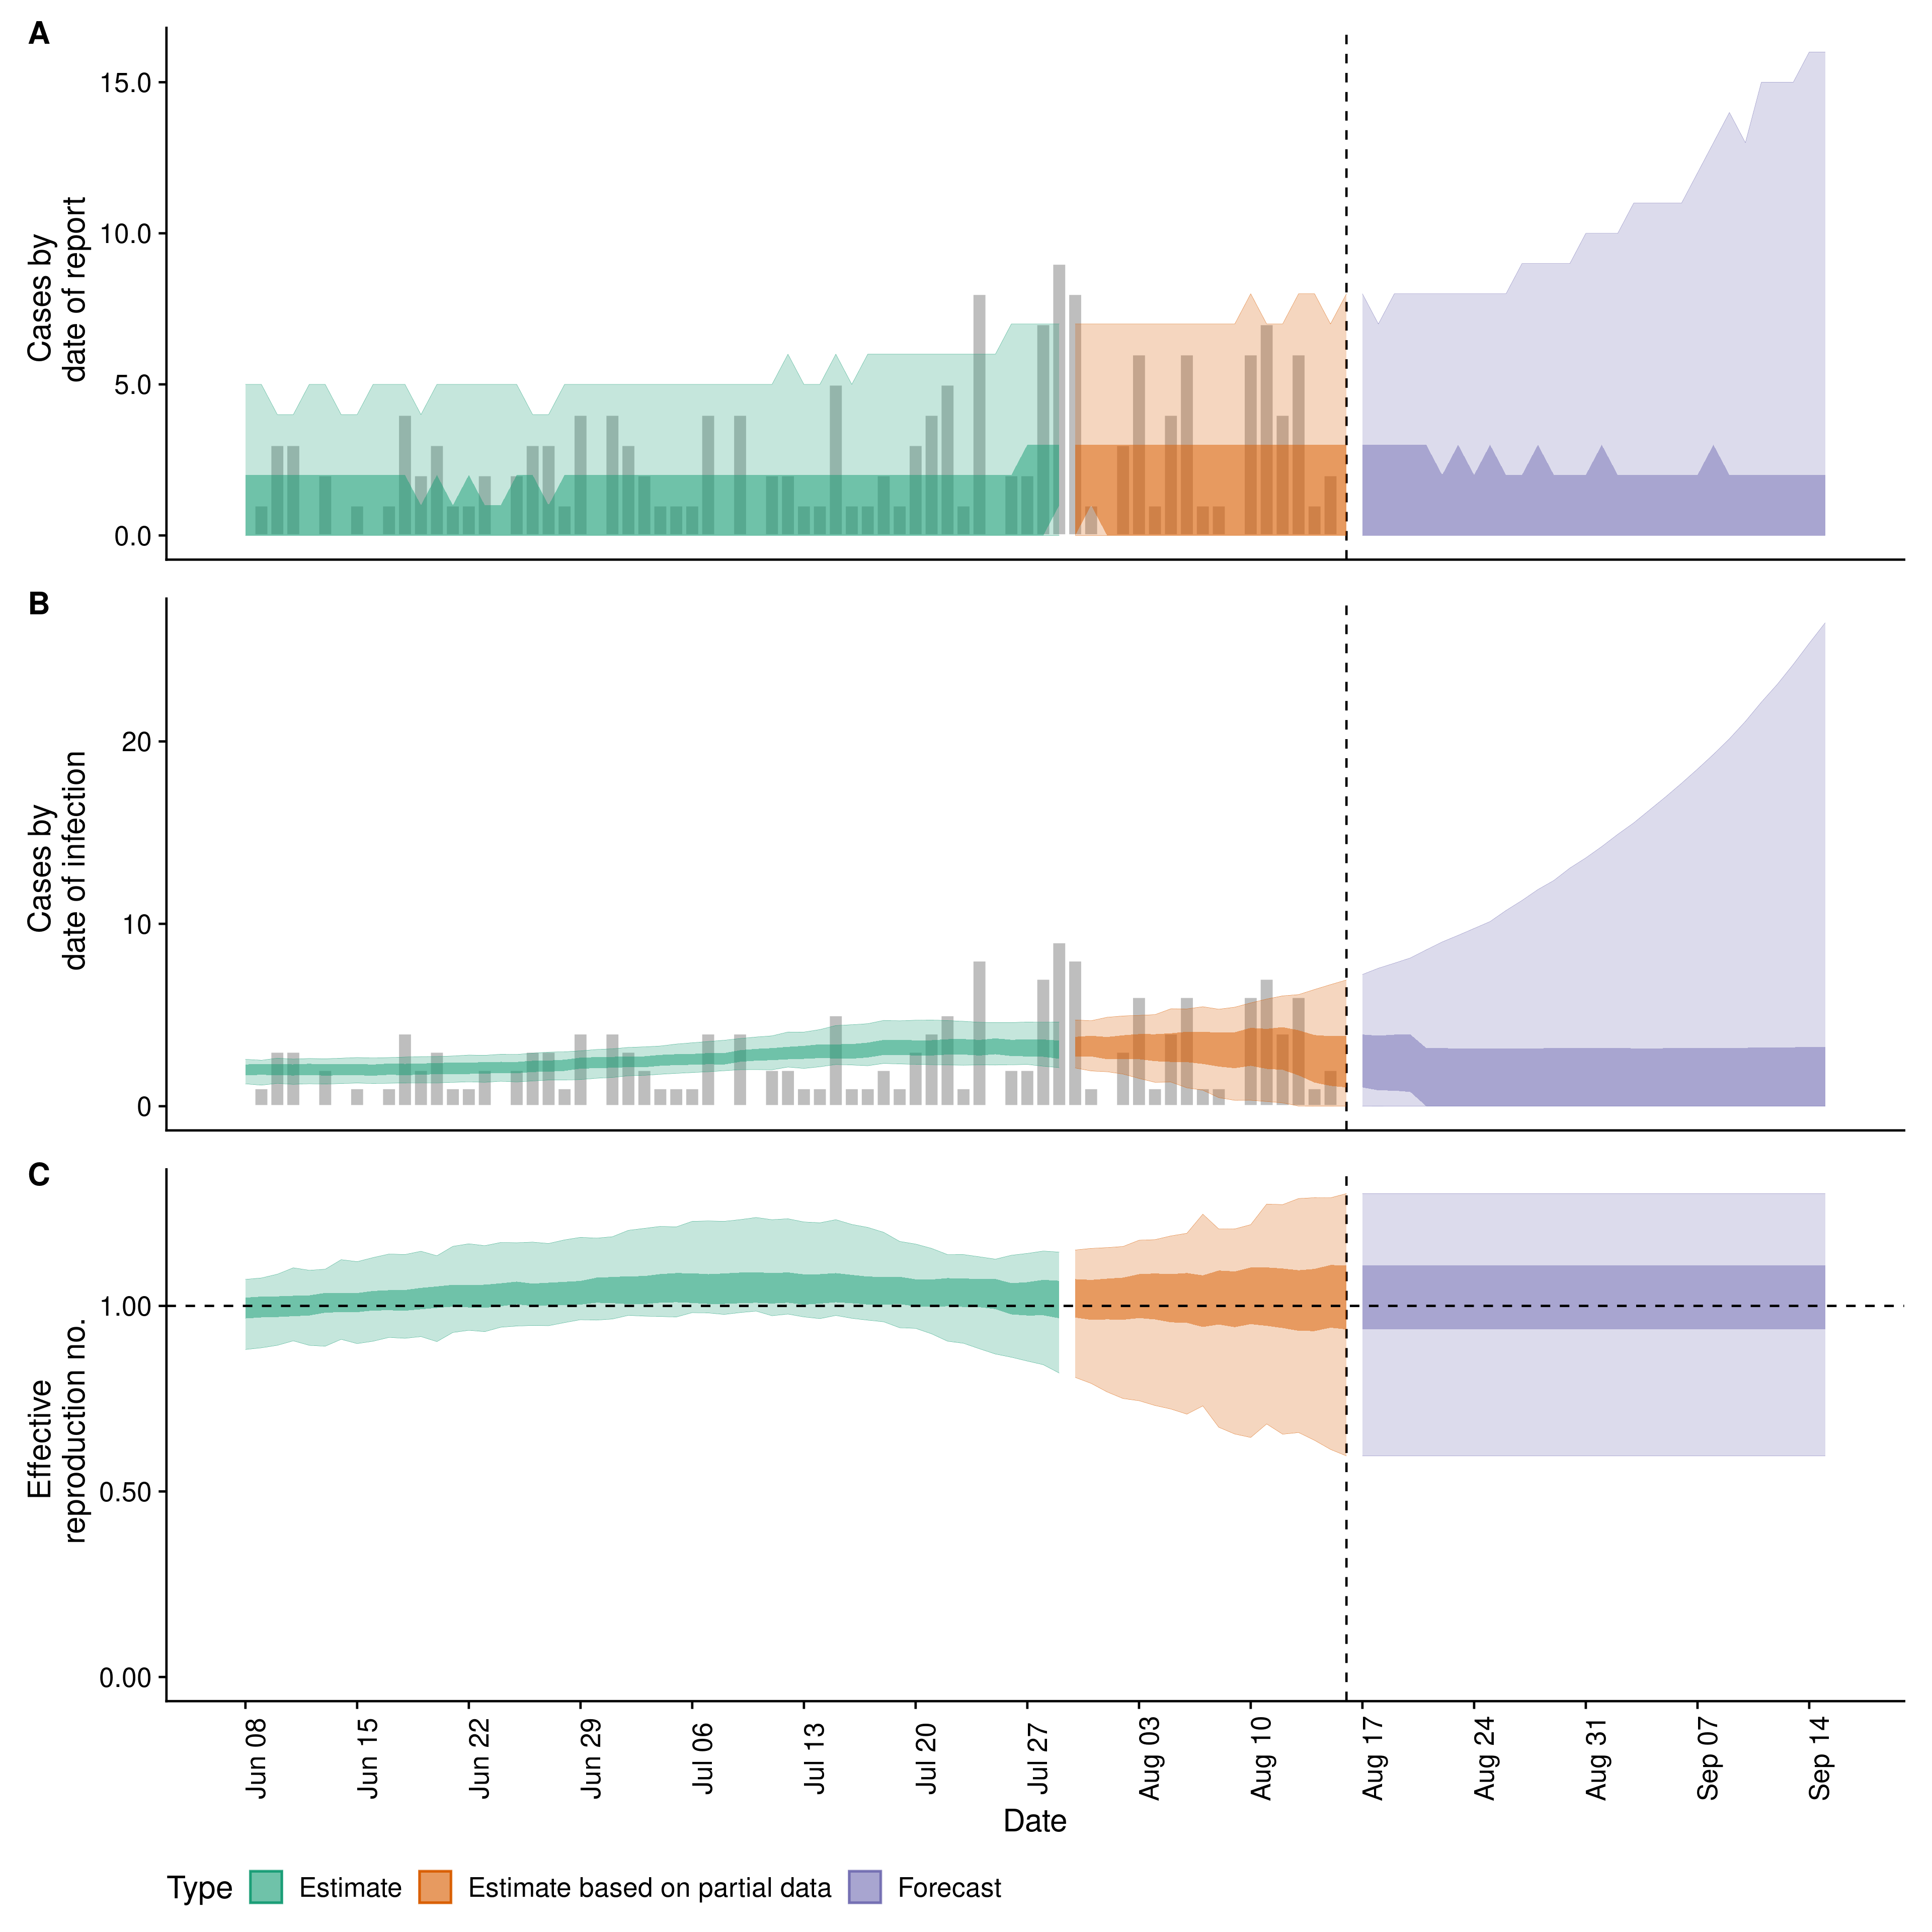 A
Cases by
date of report
15.0
10.0
5.0
0.0
B
Cases by
date of infection
20
10
0
C
Effective
reproduction no.
1.00
0.50
0.00
Jun 08
Jun 15
Jun 22
Jun 29
Jul 06
Jul 13
Jul 20
Jul 27
Aug 03
Aug 10
Aug 17
Aug 24
Aug 31
Sep 07
Sep 14
Date
Type Estimate Estimate based on partial data Forecast